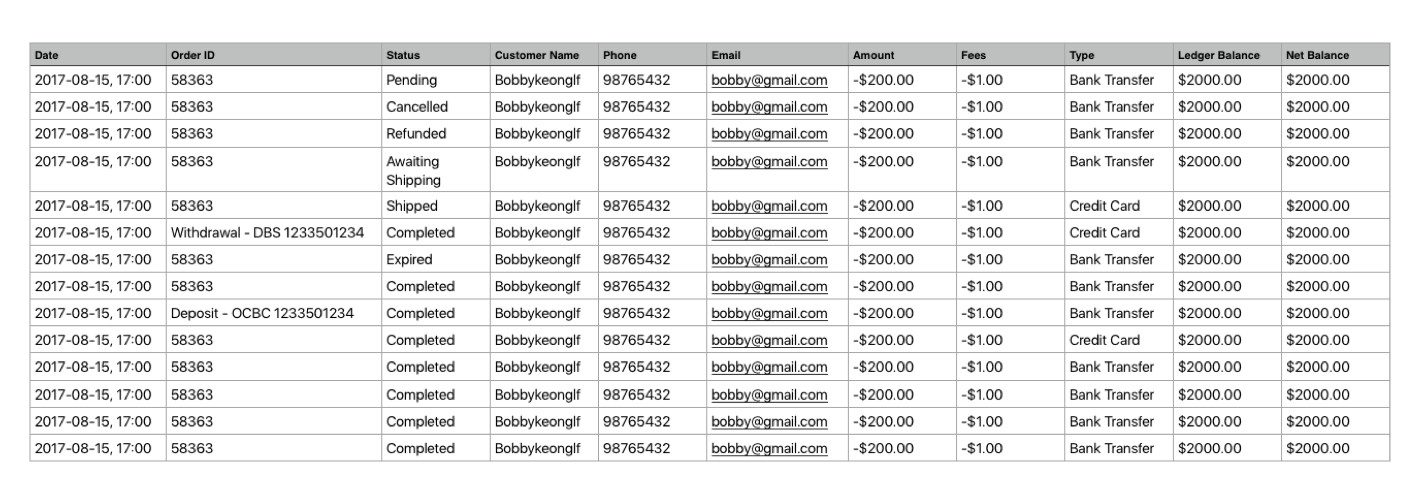 Date Order ID Status Customer Name Phone Email Amount Fees Type Ledger Balance Net Balance
2017-08-15, 17:00 58363 Pending Bobbykeonglf 98765432 bobby@gmail.com -$200.00 -$1.00 Bank Transfer $2000.00 $2000.00
2017-08-15, 17:00 58363 Cancelled Bobbykeonglf 98765432 bobby@gmail.com -$200.00 -$1.00 Bank Transfer $2000.00 $2000.00
2017-08-15, 17:00 58363 Refunded Bobbykeonglf 98765432 bobby@gmail.com -$200.00 -$1.00 Bank Transfer $2000.00 $2000.00
2017-08-15, 17:00 58363 Awaiting Bobbykeonglf 98765432 bobby@gmail.com -$200.00 -$1.00 Bank Transfer $2000.00 $2000.00
Shipping
2017-08-15, 17:00 58363 Shipped Bobbykeonglf 98765432 bobby@gmail.com -$200.00 -$1.00 Credit Card $2000.00 $2000.00
2017-08-15, 17:00 Withdrawal - DBS 1233501234 Completed Bobbykeonglf 98765432 bobby@gmail.com -$200.00 -$1.00 Credit Card $2000.00 $2000.00
2017-08-15, 17:00 58363 Expired Bobbykeonglf 98765432 bobby@gmail.com -$200.00 -$1.00 Bank Transfer $2000.00 $2000.00
2017-08-15, 17:00 58363 Completed Bobbykeonglf 98765432 bobby@gmail.com -$200.00 -$1.00 Bank Transfer $2000.00 $2000.00
2017-08-15, 17:00 Deposit - OCBC 1233501234 Completed Bobbykeonglf 98765432 bobby@gmail.com -$200.00 -$1.00 Bank Transfer $2000.00 $2000.00
2017-08-15, 17:00 58363 Completed Bobbykeonglf 98765432 bobby@gmail.com -$200.00 -$1.00 Credit Card $2000.00 $2000.00
2017-08-15, 17:00 58363 Completed Bobbykeonglf 98765432 bobby@gmail.com -$200.00 -$1.00 Bank Transfer $2000.00 $2000.00
2017-08-15, 17:00 58363 Completed Bobbykeonglf 98765432 bobby@gmail.com -$200.00 -$1.00 Bank Transfer $2000.00 $2000.00
2017-08-15, 17:00 58363 Completed Bobbykeonglf 98765432 bobby@gmail.com -$200.00 -$1.00 Bank Transfer $2000.00 $2000.00
2017-08-15, 17:00 58363 Completed Bobbykeonglf 98765432 bobby@gmail.com -$200.00 -$1.00 Bank Transfer $2000.00 $2000.00